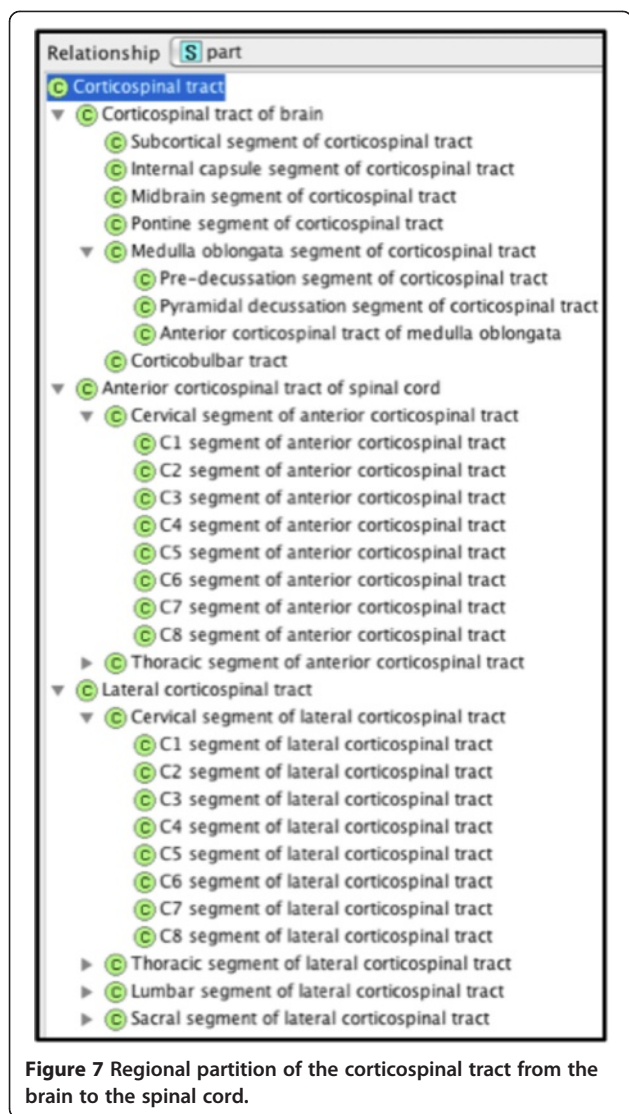 Relationship S part
C Corticospinal tract
C Corticospinal tract of brain
C Subcortical segment of corticospinal tract
C Internal capsule segment of corticospinal tract
C Midbrain segment of corticospinal tract
C Pontine segment of corticospinal tract
C Medulla oblongata segment of corticospinal tract
C Pre-decussation segment of corticospinal tract
C Pyramidal decussation segment of corticospinal tract
C Anterior corticospinal tract of medulla oblongata
C Corticobulbar tract
C Anterior corticospinal tract of spinal cord
C Cervical segment of anterior corticospinal tract
C C1 segment of anterior corticospinal tract
C C2 segment of anterior corticospinal tract
C C3 segment of anterior corticospinal tract
C C4 segment of anterior corticospinal tract
C C5 segment of anterior corticospinal tract
C C6 segment of anterior corticospinal tract
C C7 segment of anterior corticospinal tract
C C8 segment of anterior corticospinal tract
C Thoracic segment of anterior corticospinal tract
C Lateral corticospinal tract
C Cervical segment of lateral corticospinal tract
C C1 segment of lateral corticospinal tract
C C2 segment of lateral corticospinal tract
C C3 segment of lateral corticospinal tract
C C4 segment of lateral corticospinal tract
C C5 segment of lateral corticospinal tract
C C6 segment of lateral corticospinal tract
C C7 segment of lateral corticospinal tract
C C8 segment of lateral corticospinal tract
C Thoracic segment of lateral corticospinal tract
C Lumbar segment of lateral corticospinal tract
C Sacral segment of lateral corticospinal tract
Figure 7 Regional partition of the corticospinal tract from the
brain to the spinal cord.